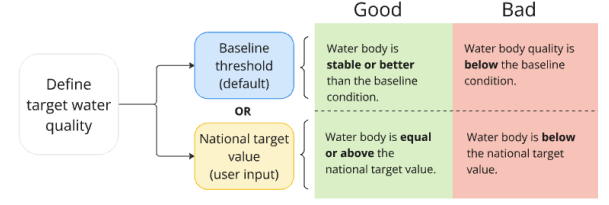 Good
Bad
Define
target water
quality
Baseline
threshold
(default)
Water body is
stable or better
than the baseline
condition.
Water body quality is
below the baseline
condition.
OR
National target
value
(user input)
Water body is equal
or above the
national target value.
Water body is below
the national target
value.